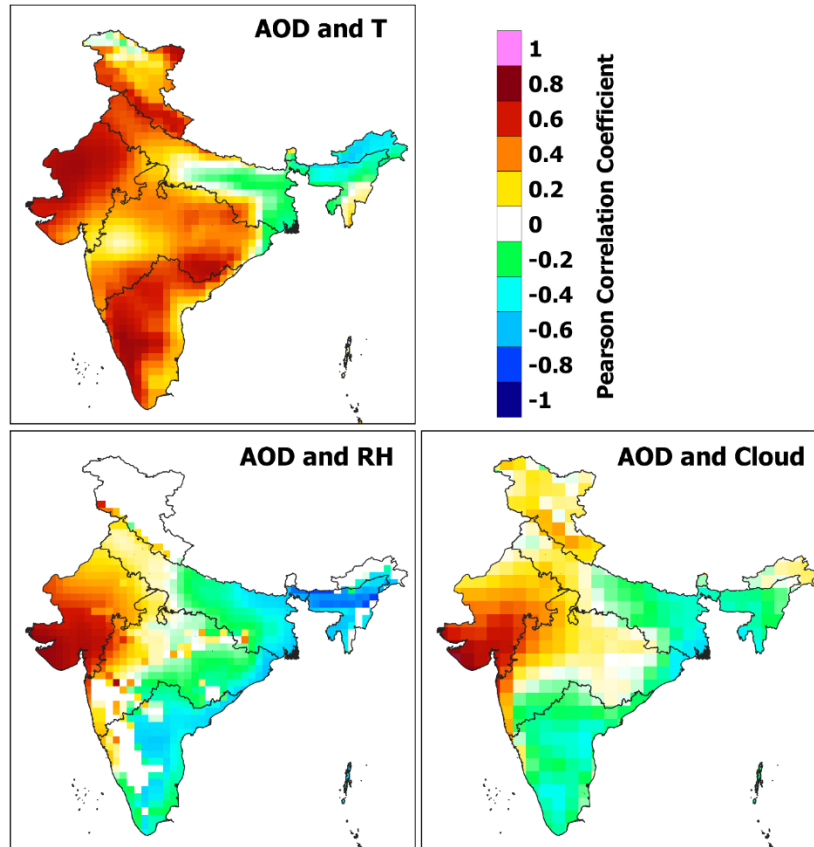 AOD and T
1
0.8
0.6
0.4
0.2
0
-0.2
-0.4
-0.6
-0.8
-1
Pearson Correlation Coefficient
AOD and RH
AOD and Cloud